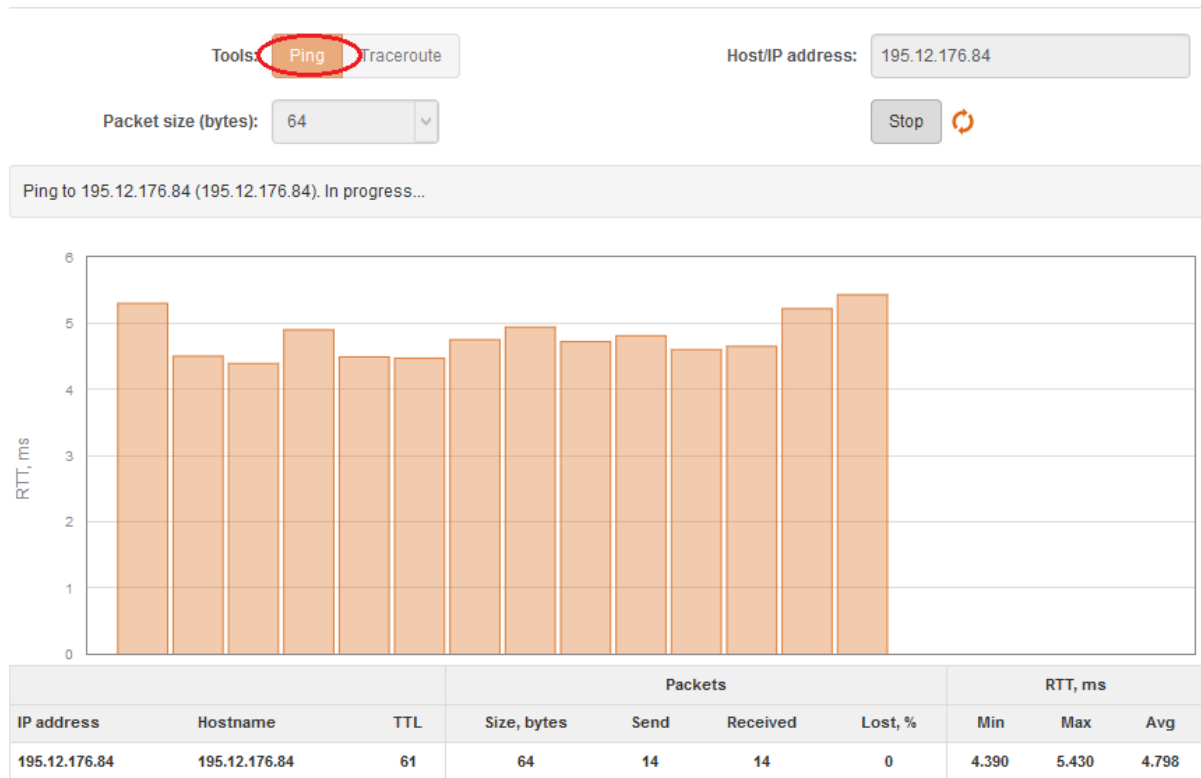 Tools: Ping Traceroute Host/IP address: 195.12.176.84
Packet size (bytes): 64 Stop
Ping to 195.12.176.84 (195.12.176.84). In progress...
6
5
4
3
2
1
0
RTT, ms
Packets RTT, ms
IP address Hostname TTL Size, bytes Send Received Lost, % Min Max Avg
195.12.176.84 195.12.176.84 61 64 14 14 0 4.390 5.430 4.798